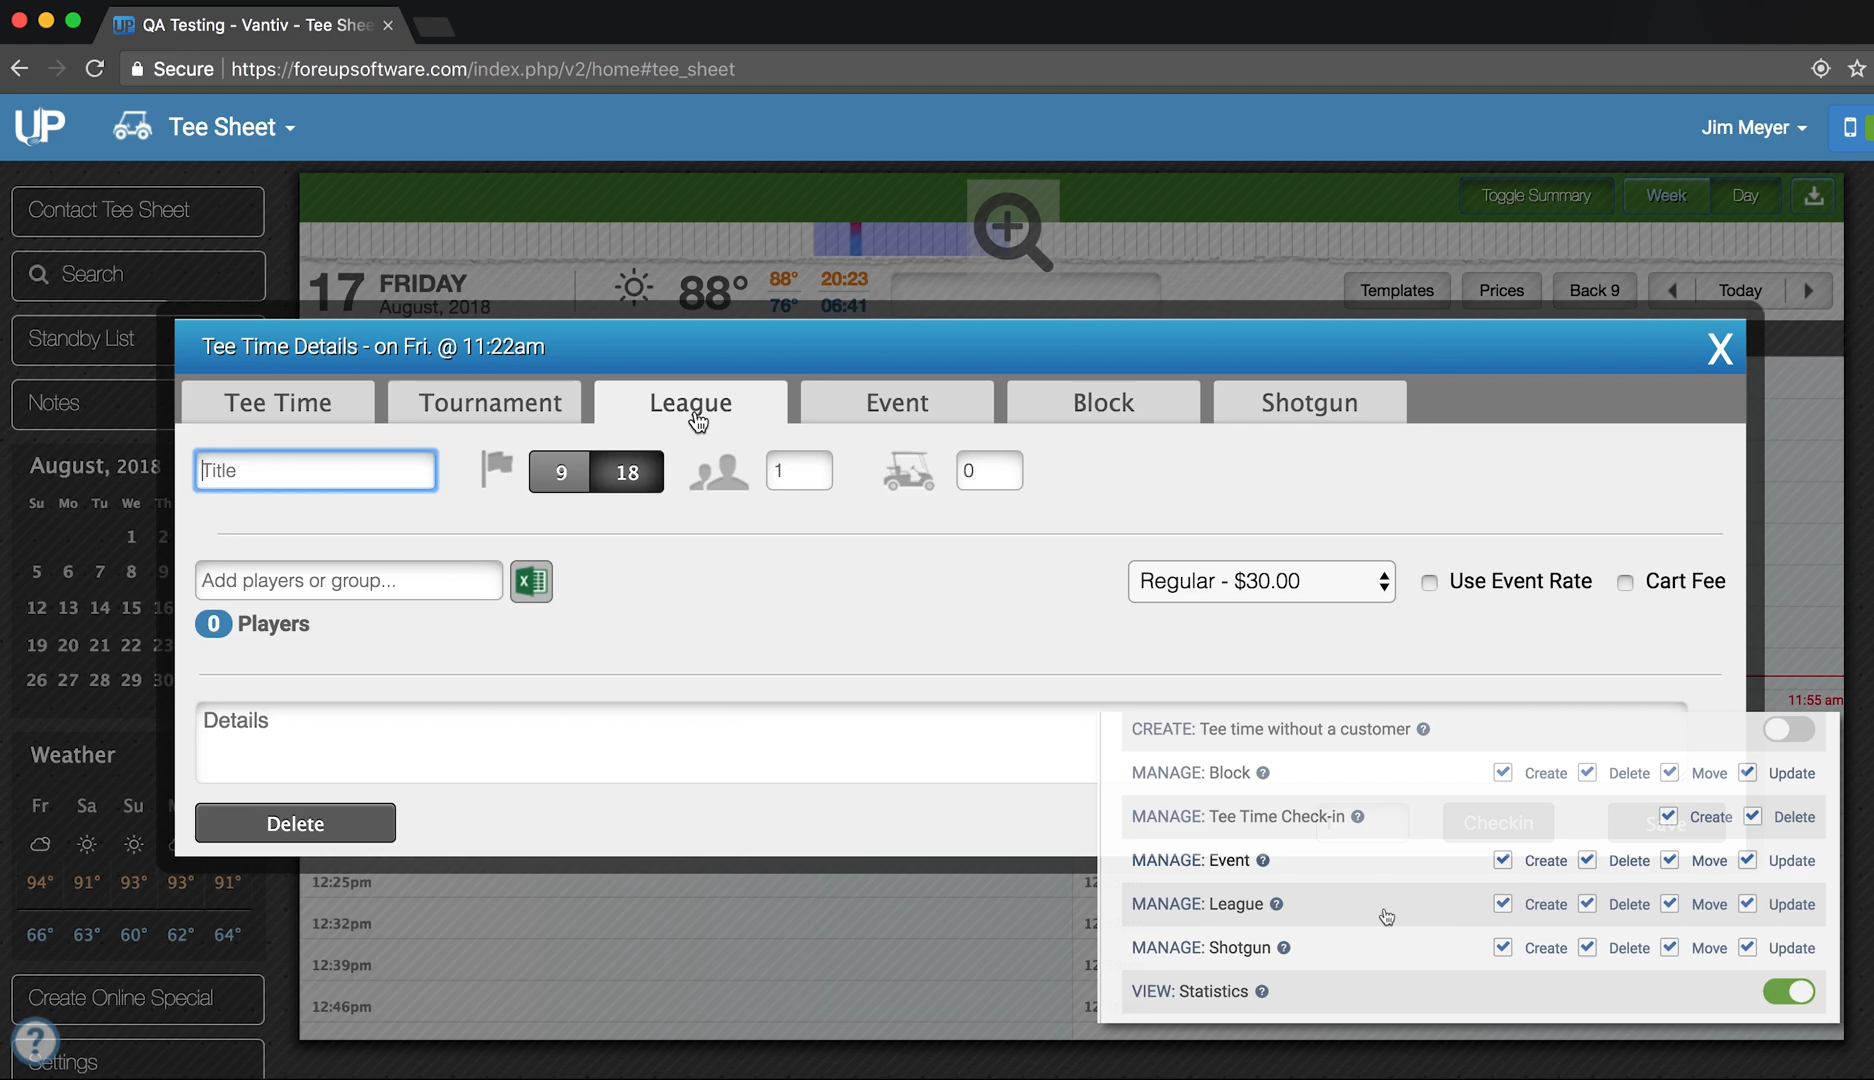 QA Testing - Vantiv - Tee Shee
Secure https://foreupsoftware.com/index.php/v2/home#tee_sheet
UP Tee Sheet Jim Meyer
Contact Tee Sheet
Search
Standby List
Notes
Toggle Summary Week Day
17 FRIDAY August, 2018 88° 88° 76° 20:23 06:41
Templates Prices Back 9 Today
Tee Time Details - on Fri. @ 11:22am X
Tee Time Tournament League Event Block Shotgun
Title 9 18 1 0
Add players or group... Regular - $30.00 Use Event Rate Cart Fee
0 Players
Details
Delete Checkin Save
August, 2018
Su Mo Tu We Th
1 2
5 6 7 8 9
12 13 14 15 16
19 20 21 22 23
26 27 28 29 30
Weather
Fr Sa Su
94° 91° 93° 93° 91°
66° 63° 60° 62° 64°
Create Online Special
? Settings
11:55 am
12:25pm
12:32pm
12:39pm
12:46pm
CREATE: Tee time without a customer
MANAGE: Block Create Delete Move Update
MANAGE: Tee Time Check-in Create Delete
MANAGE: Event Create Delete Move Update
MANAGE: League Create Delete Move Update
MANAGE: Shotgun Create Delete Move Update
VIEW: Statistics